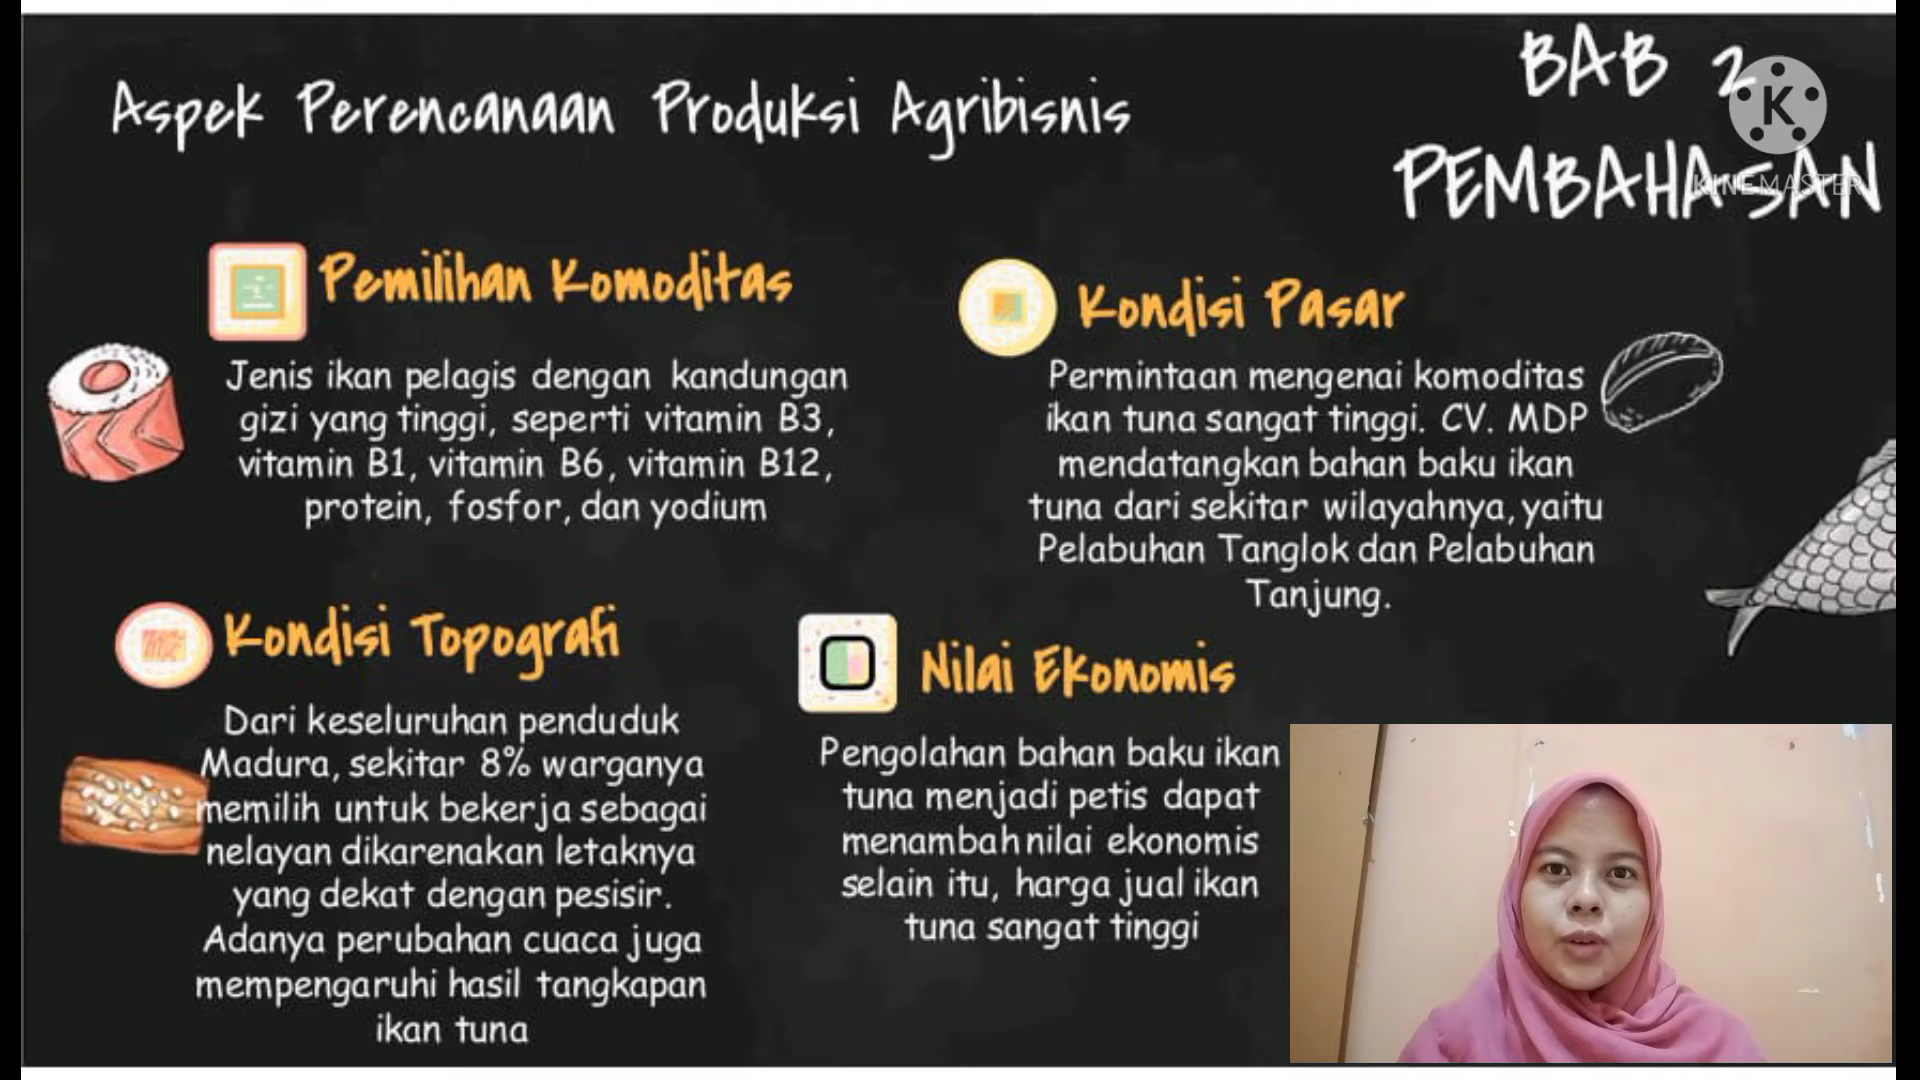 BAB 2
PEMBAHASAN
Aspek Perencanaan Produksi Agribisnis
Pemilihan Komoditas
Jenis ikan pelagis dengan kandungan
gizi yang tinggi, seperti vitamin B3,
vitamin B1, vitamin B6, vitamin B12,
protein, fosfor, dan yodium
Kondisi Pasar
Permintaan mengenai komoditas
ikan tuna sangat tinggi. CV. MDP
mendatangkan bahan baku ikan
tuna dari sekitar wilayahnya, yaitu
Pelabuhan Tanglok dan Pelabuhan
Tanjung.
Kondisi Topografi
Dari keseluruhan penduduk
Madura, sekitar 8% warganya
memilih untuk bekerja sebagai
nelayan dikarenakan letaknya
yang dekat dengan pesisir.
Adanya perubahan cuaca juga
mempengaruhi hasil tangkapan
ikan tuna
Nilai Ekonomis
Pengolahan bahan baku ikan
tuna menjadi petis dapat
menambah nilai ekonomis
selain itu, harga jual ikan
tuna sangat tinggi
K
KINEMASTER